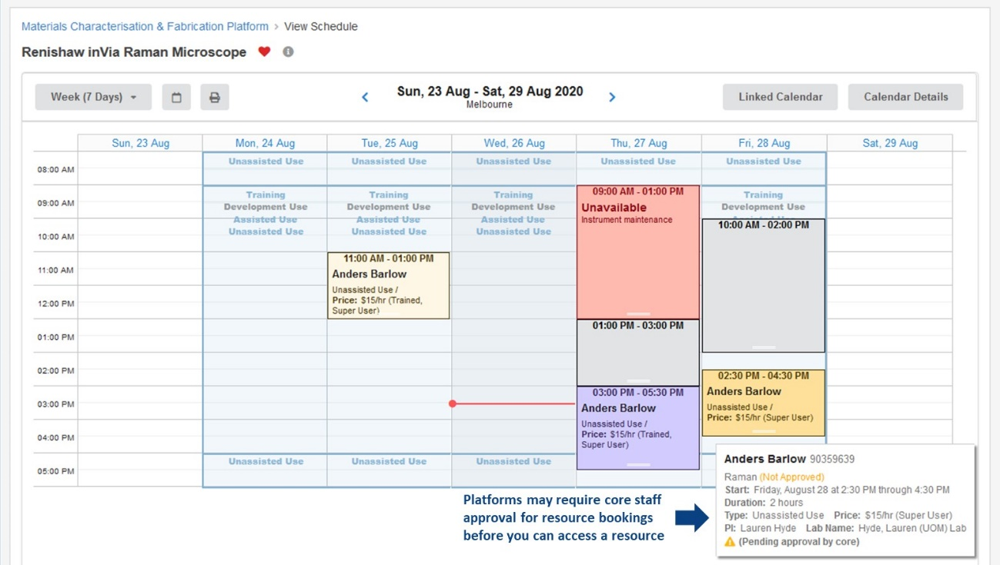 Materials Characterisation & Fabrication Platform › View Schedule
Renishaw inVia Raman Microscope
Week (7 Days)
Sun, 23 Aug - Sat, 29 Aug 2020
Melbourne
Linked Calendar
Calendar Details
Sun, 23 Aug
Mon, 24 Aug
Tue, 25 Aug
Wed, 26 Aug
Thu, 27 Aug
Fri, 28 Aug
Sat, 29 Aug
08:00 AM
09:00 AM
10:00 AM
11:00 AM
12:00 PM
01:00 PM
02:00 PM
03:00 PM
04:00 PM
05:00 PM
Unassisted Use
Training
Development Use
Assisted Use
Unassisted Use
Unassisted Use
Unassisted Use
Training
Development Use
Assisted Use
Unassisted Use
11:00 AM - 01:00 PM
Anders Barlow
Unassisted Use /
Price: $15/hr (Trained,
Super User)
Unassisted Use
Unassisted Use
Training
Development Use
Assisted Use
Unassisted Use
Unassisted Use
Unassisted Use
09:00 AM - 01:00 PM
Unavailable
Instrument maintenance
01:00 PM - 03:00 PM
03:00 PM - 05:30 PM
Anders Barlow
Unassisted Use /
Price: $15/hr (Trained,
Super User)
Unassisted Use
Training
Development Use
10:00 AM - 02:00 PM
02:30 PM - 04:30 PM
Anders Barlow
Unassisted Use /
Price: $15/hr (Super User)
Platforms may require core staff
approval for resource bookings
before you can access a resource
Anders Barlow 90359639
Raman (Not Approved)
Start: Friday, August 28 at 2:30 PM through 4:30 PM
Duration: 2 hours
Type: Unassisted Use Price: $15/hr (Super User)
PI: Lauren Hyde Lab Name: Hyde, Lauren (UOM) Lab
(Pending approval by core)